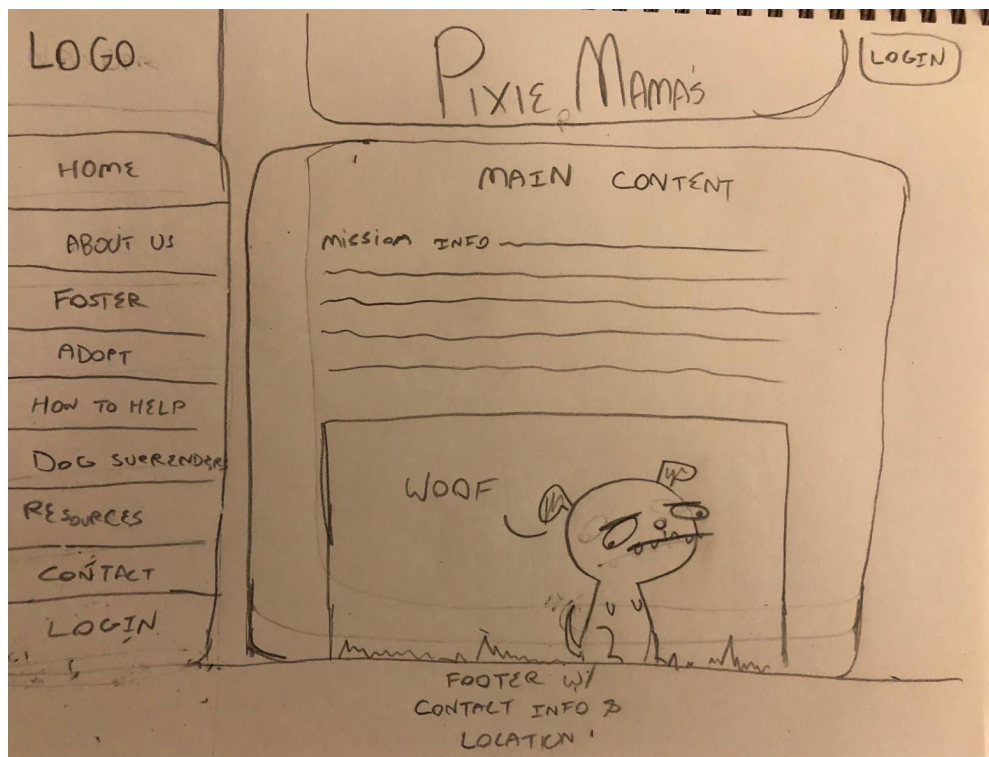 LOGO
PIXIE MAMA'S
LOGIN
HOME
ABOUT US
FOSTER
ADOPT
HOW TO HELP
DOG SURRENDER
RESOURCES
CONTACT
LOGIN
MAIN CONTENT
MISSION INFO
WOOF
FOOTER W/
CONTACT INFO &
LOCATION